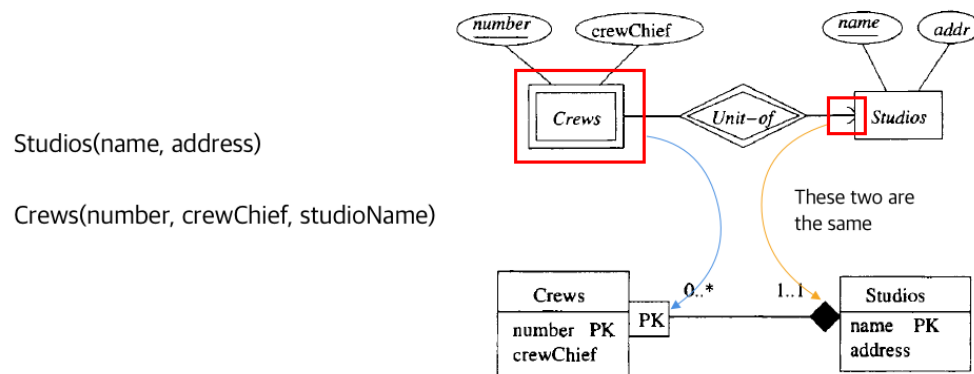 number
crewChief
name
addr
Crews
Unit-of
Studios
Studios(name, address)
Crews(number, crewChief, studioName)
These two are
the same
0..*
1..1
Crews
number PK
crewChief
PK
Studios
name PK
address